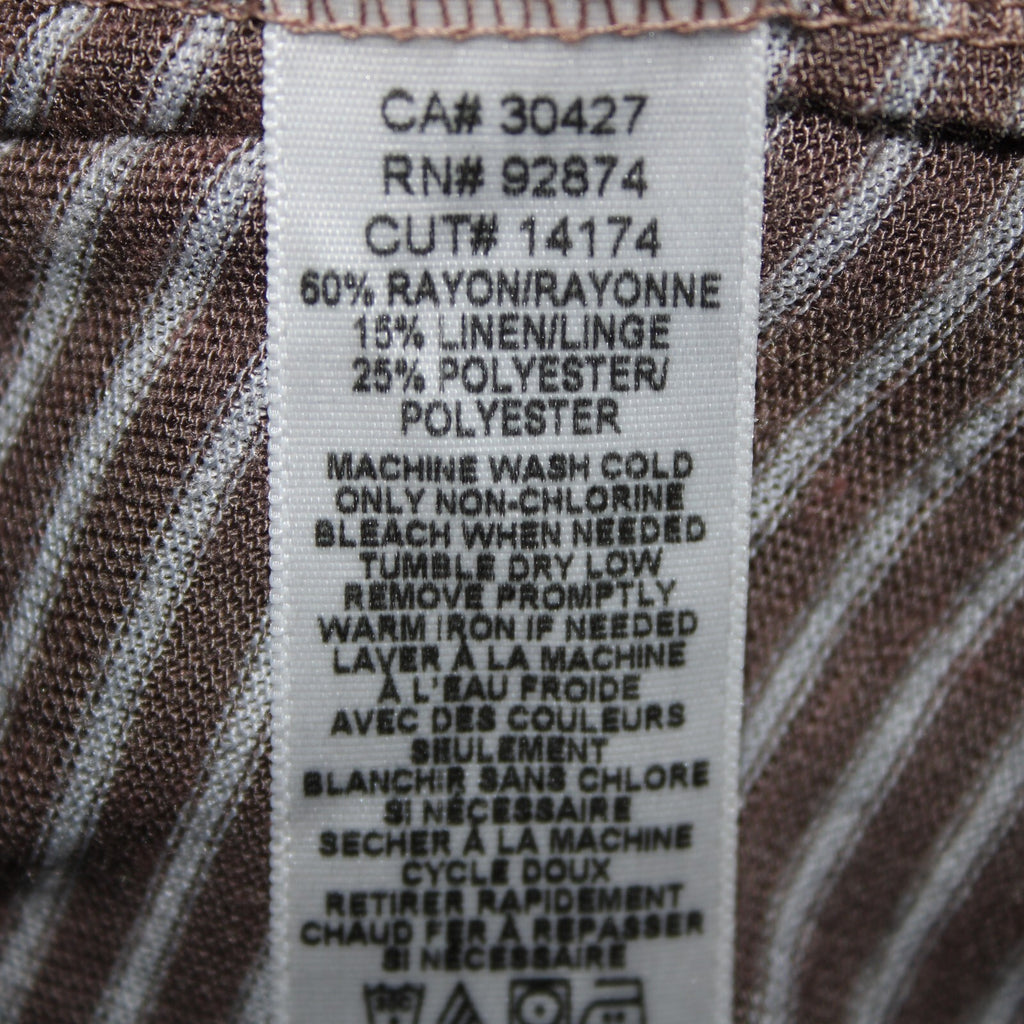 CA# 30427
RN# 92874
CUT# 14174
60% RAYON/RAYONNE
15% LINEN/LINGE
25% POLYESTER/
POLYESTER
MACHINE WASH COLD
ONLY NON-CHLORINE
BLEACH WHEN NEEDED
TUMBLE DRY LOW
REMOVE PROMPTLY
WARM IRON IF NEEDED
LAVER À LA MACHINE
À L'EAU FROIDE
AVEC DES COULEURS
SEULEMENT
BLANCHIR SANS CHLORE
SI NÉCESSAIRE
SECHER À LA MACHINE
CYCLE DOUX
RETIRER RAPIDEMENT
CHAUD FER À REPASSER
SI NÉCESSAIRE